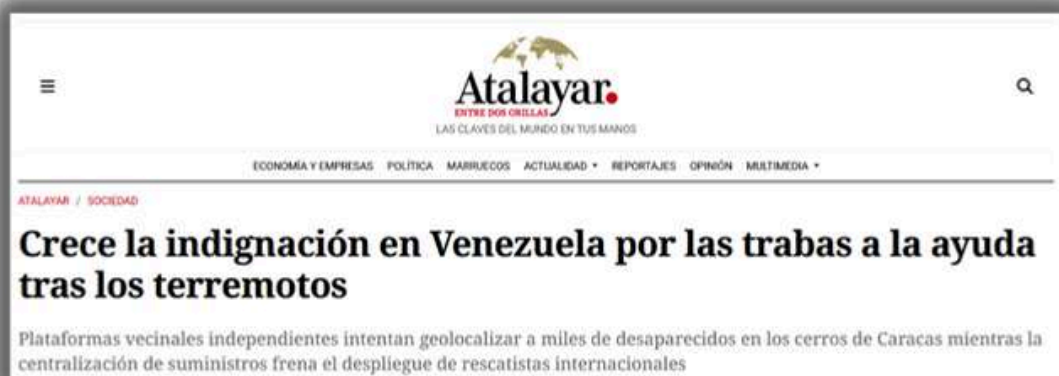 Atalayar.
ENTRE DOS ORILLAS
LAS CLAVES DEL MUNDO EN TUS MANOS
ECONOMÍA Y EMPRESAS POLÍTICA MARRUECOS ACTUALIDAD REPORTAJES OPINIÓN MULTIMEDIA
ATALAYAR / SOCIEDAD
Crece la indignación en Venezuela por las trabas a la ayuda
tras los terremotos
Plataformas vecinales independientes intentan geolocalizar a miles de desaparecidos en los cerros de Caracas mientras la
centralización de suministros frena el despliegue de rescatistas internacionales